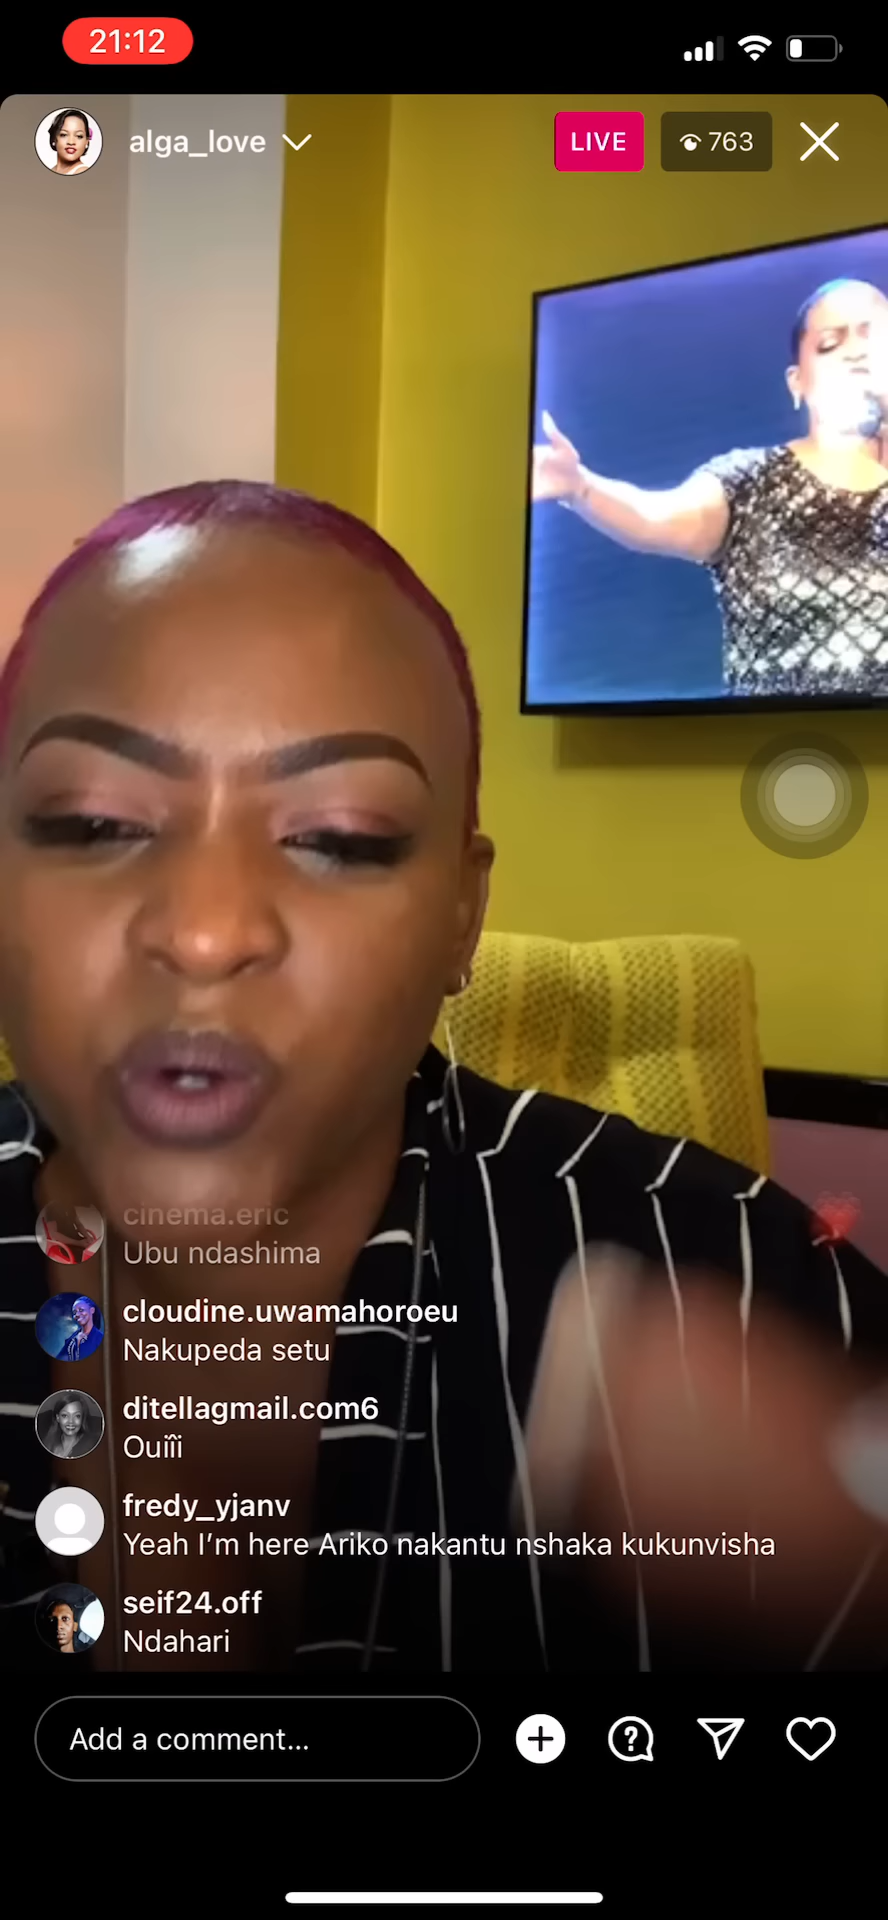 21:12
alga_love
LIVE
763
cinema.eric
Ubu ndashima
cloudine.uwamahoroeu
Nakupeda setu
ditellagmail.com6
Ouiîi
fredy_yjanv
Yeah I’m here Ariko nakantu nshaka kukunvisha
seif24.off
Ndahari
Add a comment...